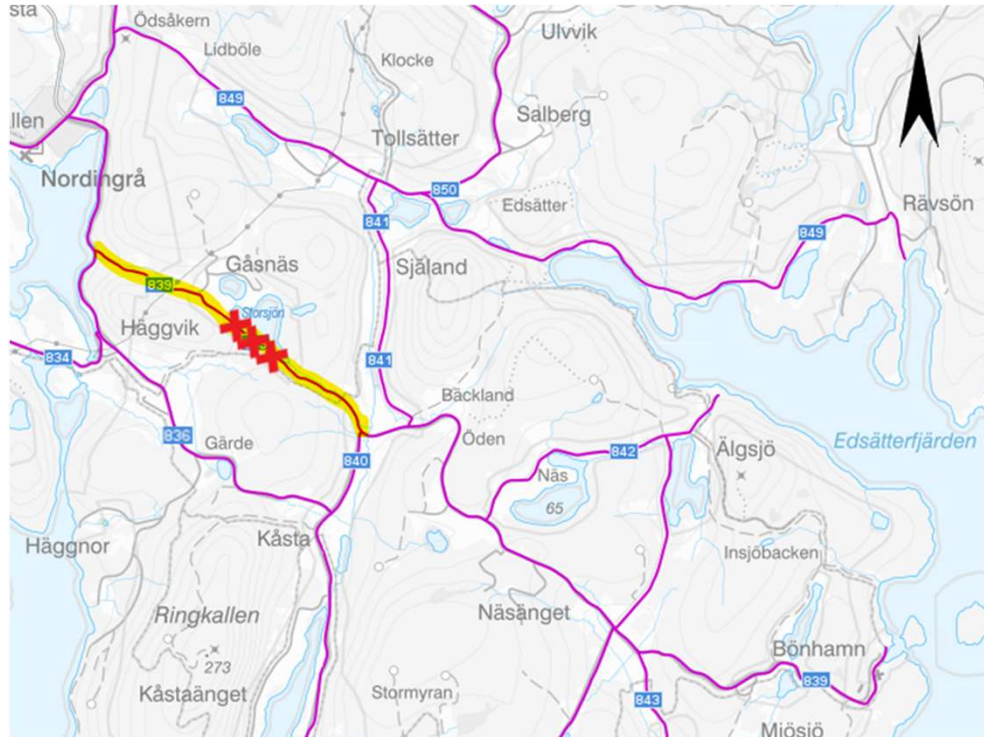 sta
Ödsåkern
Ulvvik
Lidböle
Klocke
849
Salberg
llen
Tollsätter
Nordingrå
850
Edsätter
Rävsön
841
849
Själand
Gåsnäs
839
Storsjön
Häggvik
834
841
Bäckland
836
Gärde
Öden
840
842
Älgsjö
Edsätterfjärden
Näs
65
Kåsta
Häggnor
Insjöbacken
Ringkallen
Näsänget
273
Bönhamn
839
Kåstaänget
Stormyran
843
Mjösjö